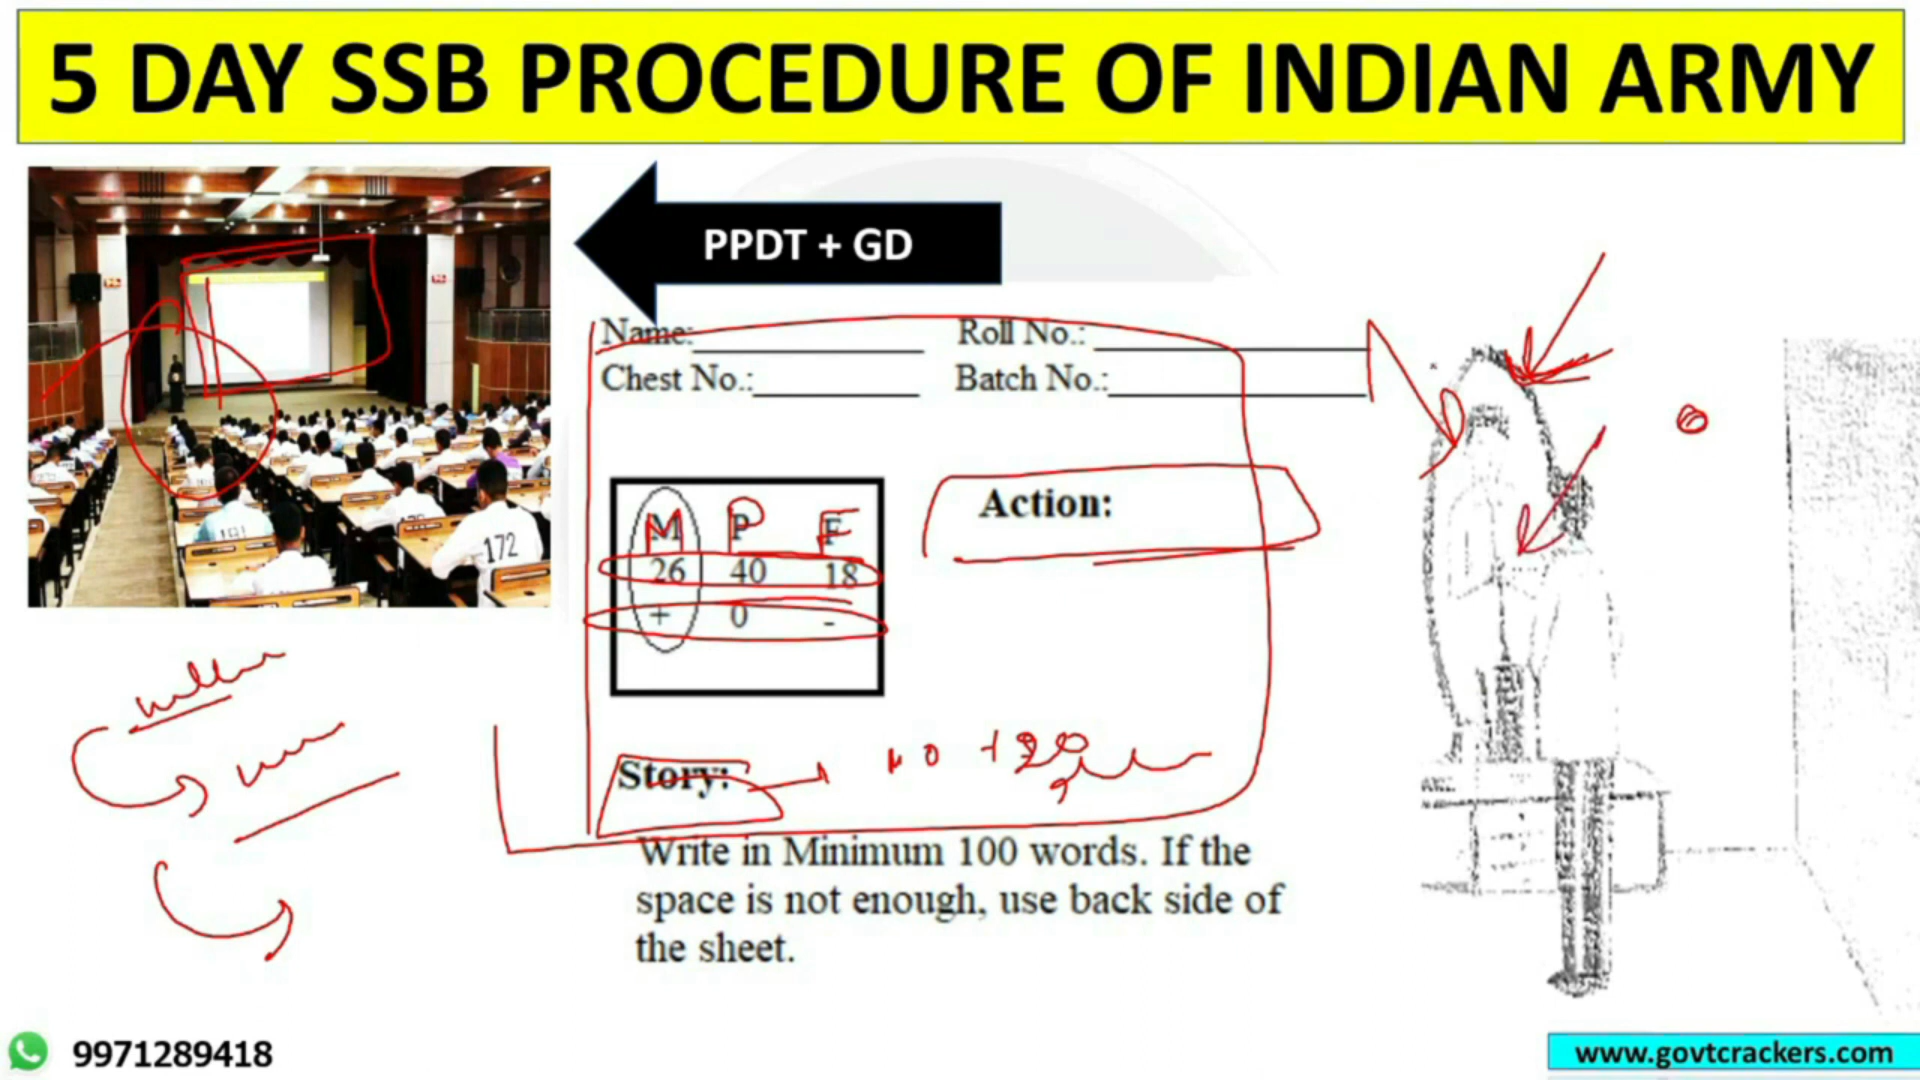 5 DAY SSB PROCEDURE OF INDIAN ARMY
PPDT + GD
Name: Roll No.:
Chest No.: Batch No.:
172
M P F
26 40 18
+ 0 -
Action:
Story:
Write in Minimum 100 words. If the
space is not enough, use back side of
the sheet.
9971289418
www.govtcrackers.com